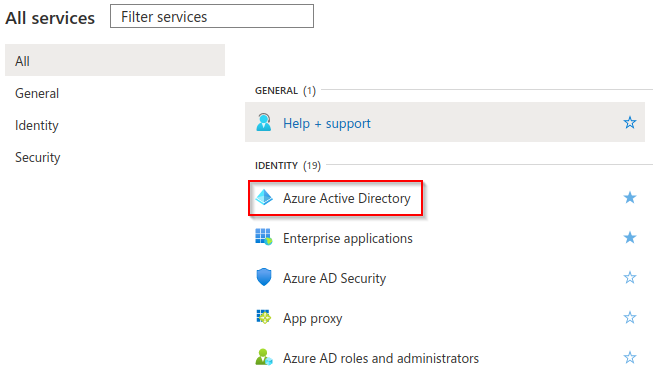 All services
Filter services
All
General
Identity
Security
GENERAL (1)
Help + support
IDENTITY (19)
Azure Active Directory
Enterprise applications
Azure AD Security
App proxy
Azure AD roles and administrators